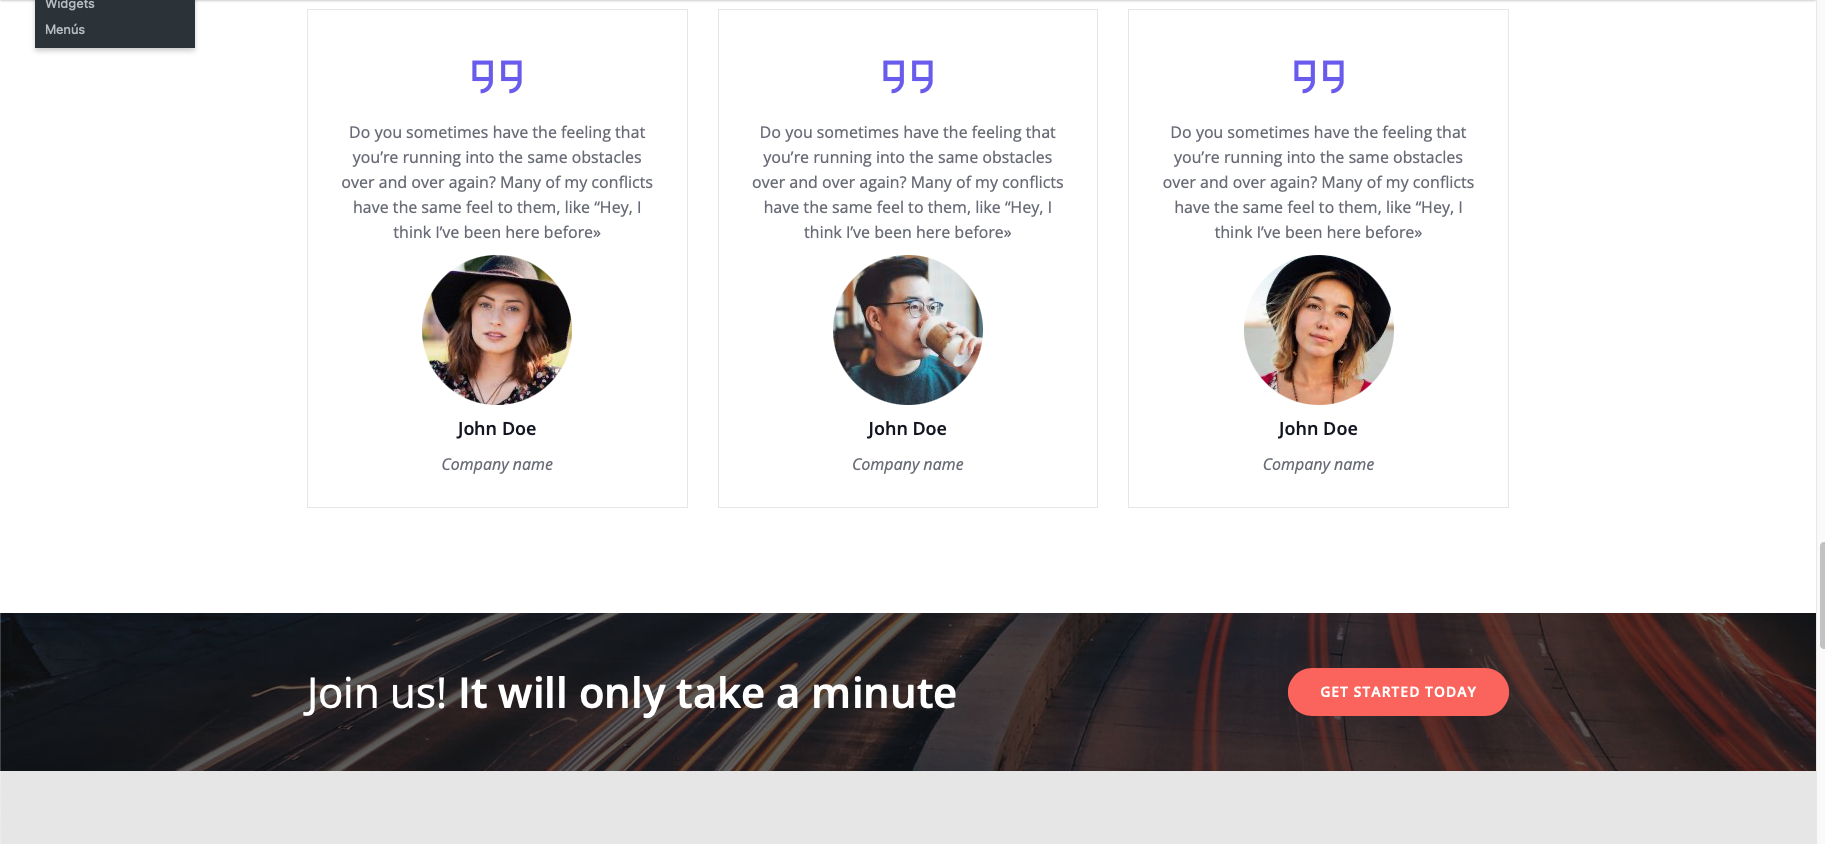 Widgets
Menús
Do you sometimes have the feeling that
you’re running into the same obstacles
over and over again? Many of my conflicts
have the same feel to them, like “Hey, I
think I’ve been here before»
John Doe
Company name
Do you sometimes have the feeling that
you’re running into the same obstacles
over and over again? Many of my conflicts
have the same feel to them, like “Hey, I
think I’ve been here before»
John Doe
Company name
Do you sometimes have the feeling that
you’re running into the same obstacles
over and over again? Many of my conflicts
have the same feel to them, like “Hey, I
think I’ve been here before»
John Doe
Company name
Join us! It will only take a minute
GET STARTED TODAY